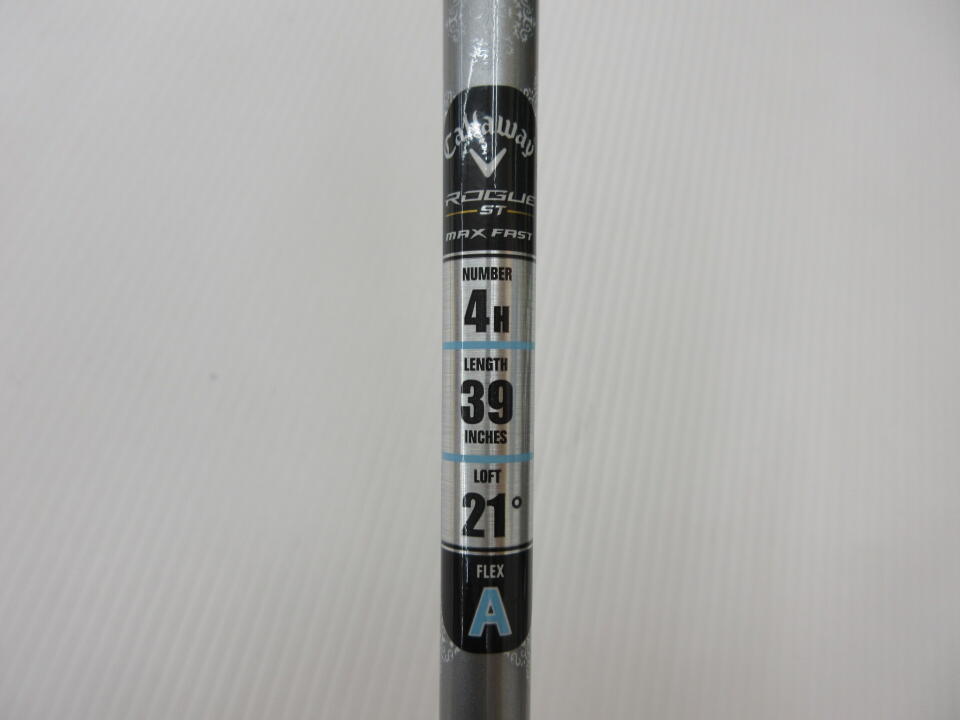 Callaway
ROGUE
ST
MAX FAST
NUMBER
4H
LENGTH
39
INCHES
LOFT
21°
FLEX
A